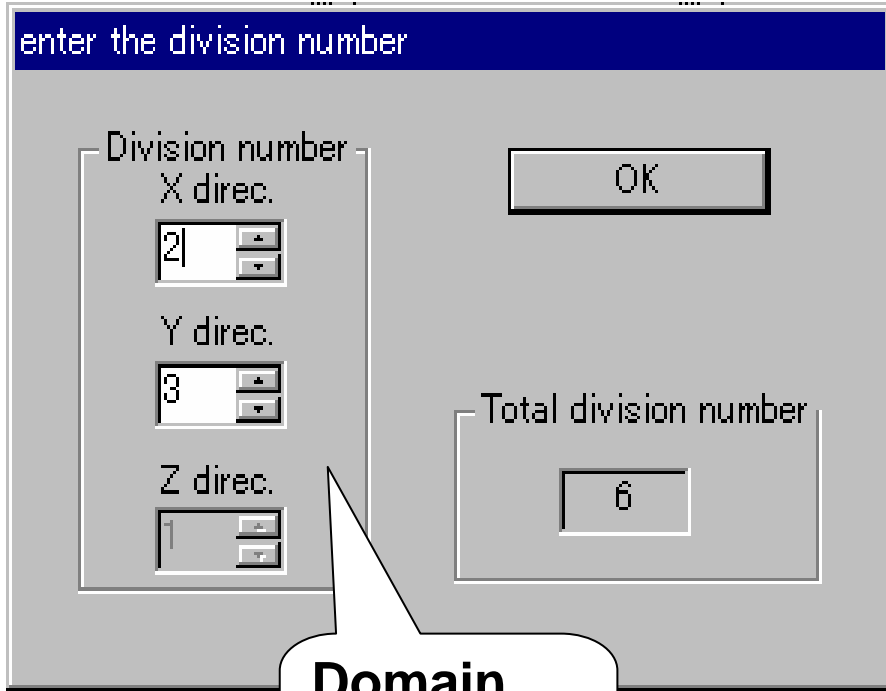 enter the division number
Division number
X direc.
2
Y direc.
3
Z direc.
1
OK
Total division number
6
Domain